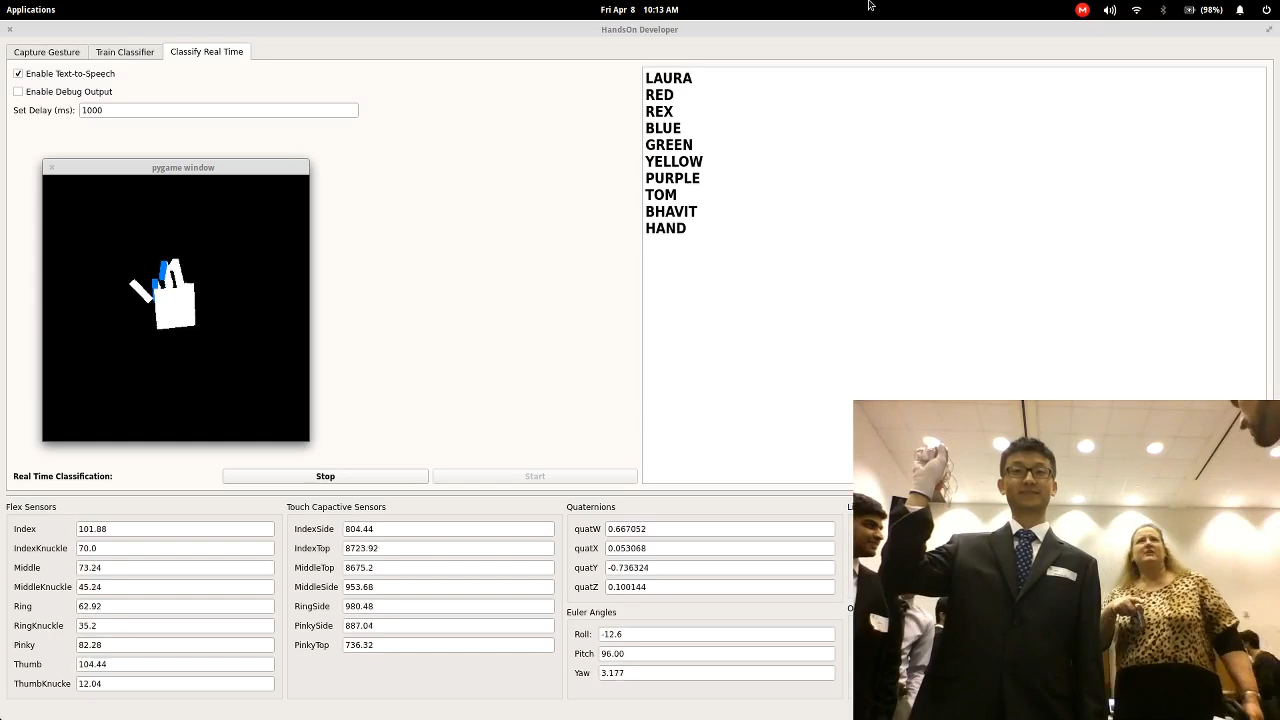 Applications
Fri Apr 8 10:13 AM
M
(98%)
HandsOn Developer
Capture Gesture
Train Classifier
Classify Real Time
Enable Text-to-Speech
Enable Debug Output
Set Delay (ms): 1000
pygame window
Real Time Classification:
Stop
Start
LAURA
RED
REX
BLUE
GREEN
YELLOW
PURPLE
TOM
BHAVIT
HAND
Flex Sensors
Index 101.88
IndexKnuckle 70.0
Middle 73.24
MiddleKnuckle 45.24
Ring 62.92
RingKnuckle 35.2
Pinky 82.28
Thumb 104.44
ThumbKnucke 12.04
Touch Capactive Sensors
IndexSide 804.44
IndexTop 8723.92
MiddleTop 8675.2
MiddleSide 953.68
RingSide 980.48
PinkySide 887.04
PinkyTop 736.32
Quaternions
quatW 0.667052
quatX 0.053068
quatY -0.736324
quatZ 0.100144
Euler Angles
Roll: -12.6
Pitch 96.00
Yaw 3.177